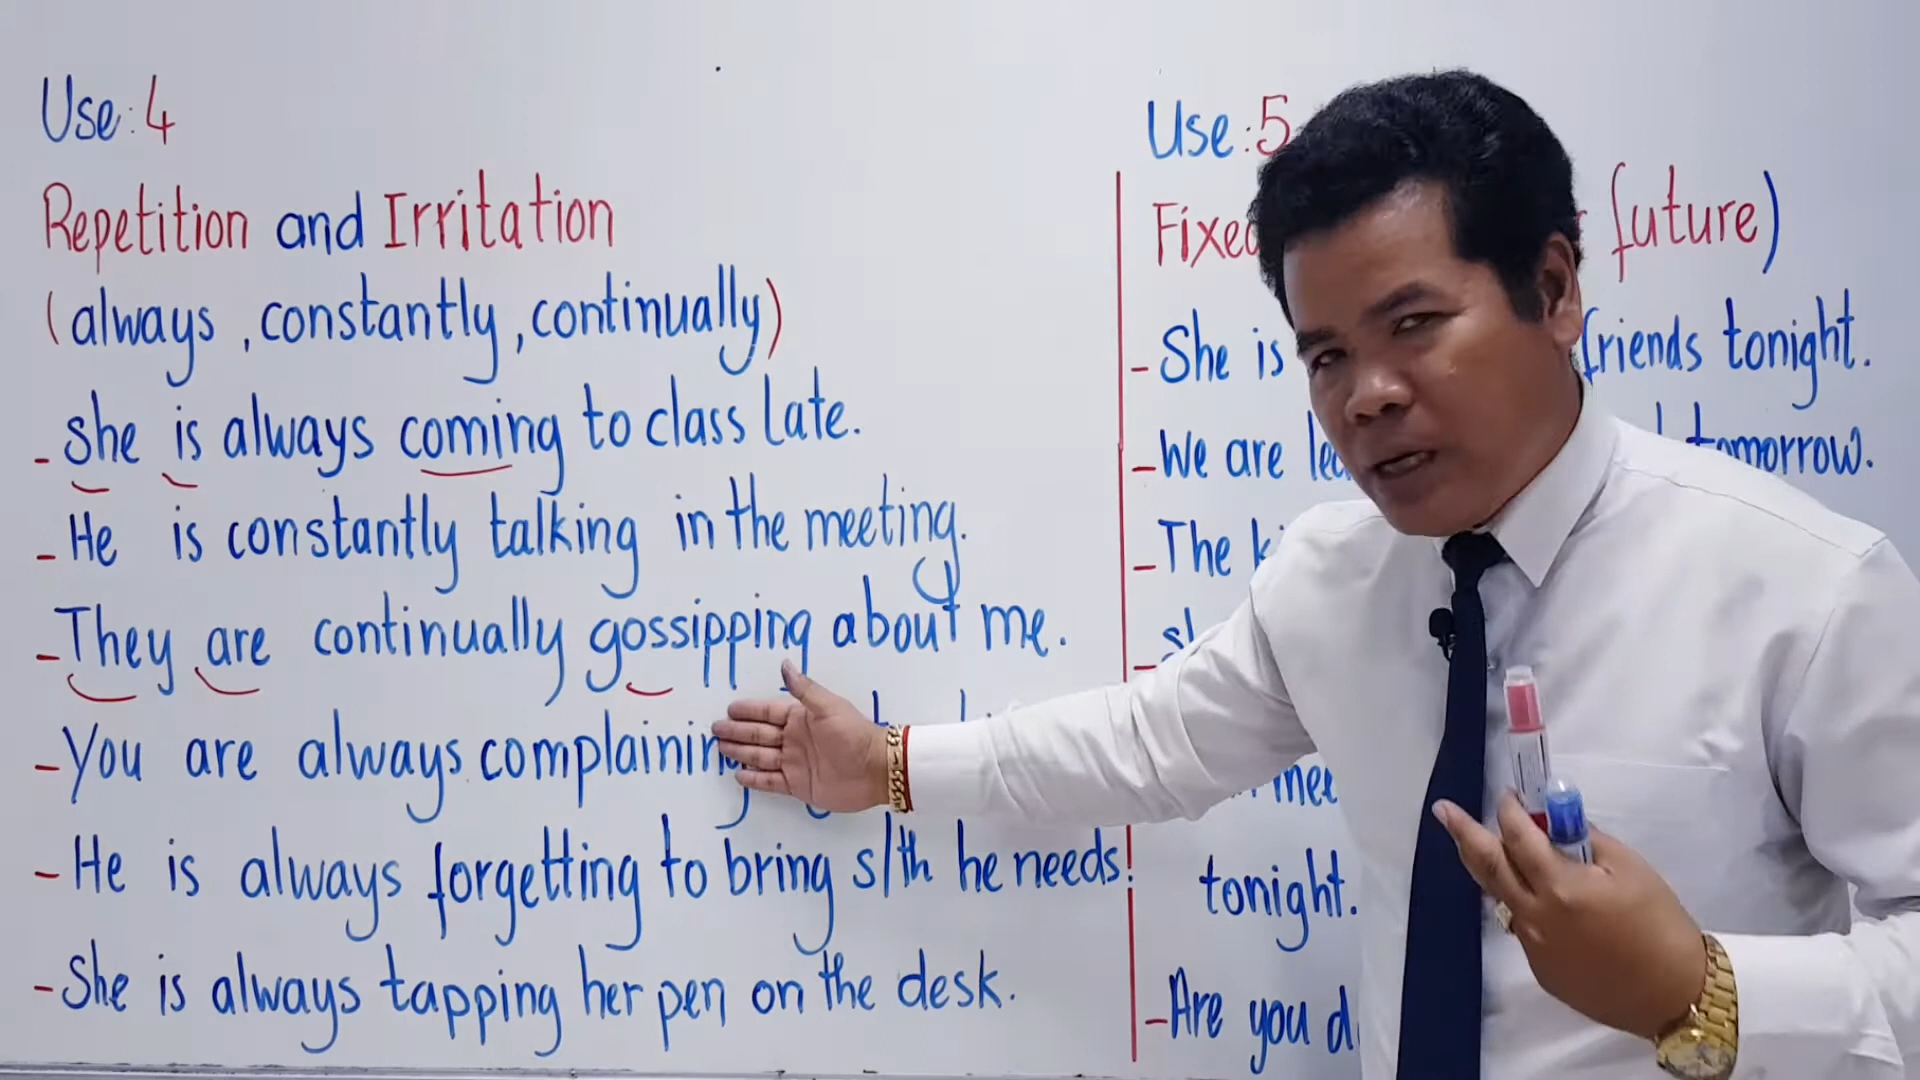 Use: 4
Repetition and Irritation
(always, constantly, continually)
- She is always coming to class late.
- He is constantly talking in the meeting.
- They are continually gossipping about me.
- You are always complaining
- He is always forgetting to bring s/th he needs!
- She is always tapping her pen on the desk.
Use: 5
Fixed future)
- She is friends tonight.
- We are tomorrow.
- The
tonight.
- Are you